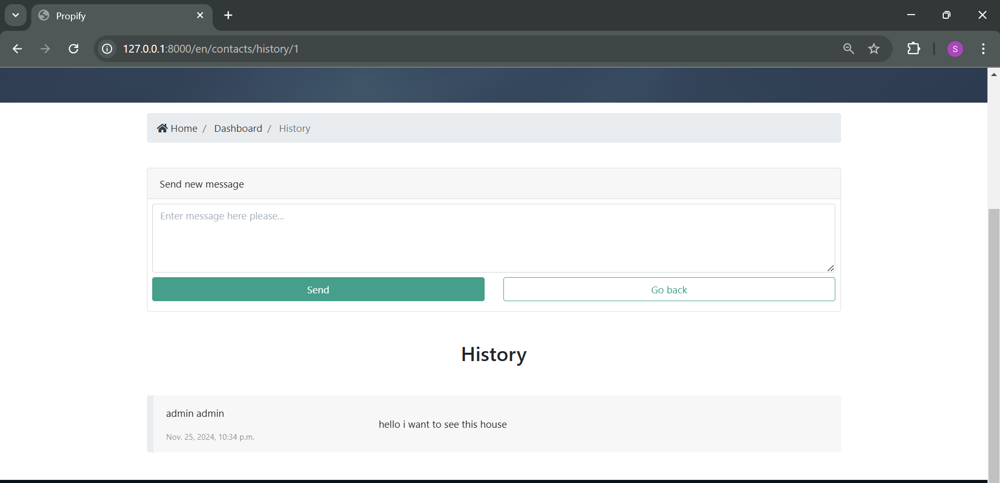 Propify
127.0.0.1:8000/en/contacts/history/1
S
Home / Dashboard / History
Send new message
Enter message here please...
Send
Go back
History
admin admin
hello i want to see this house
Nov. 25, 2024, 10:34 p.m.